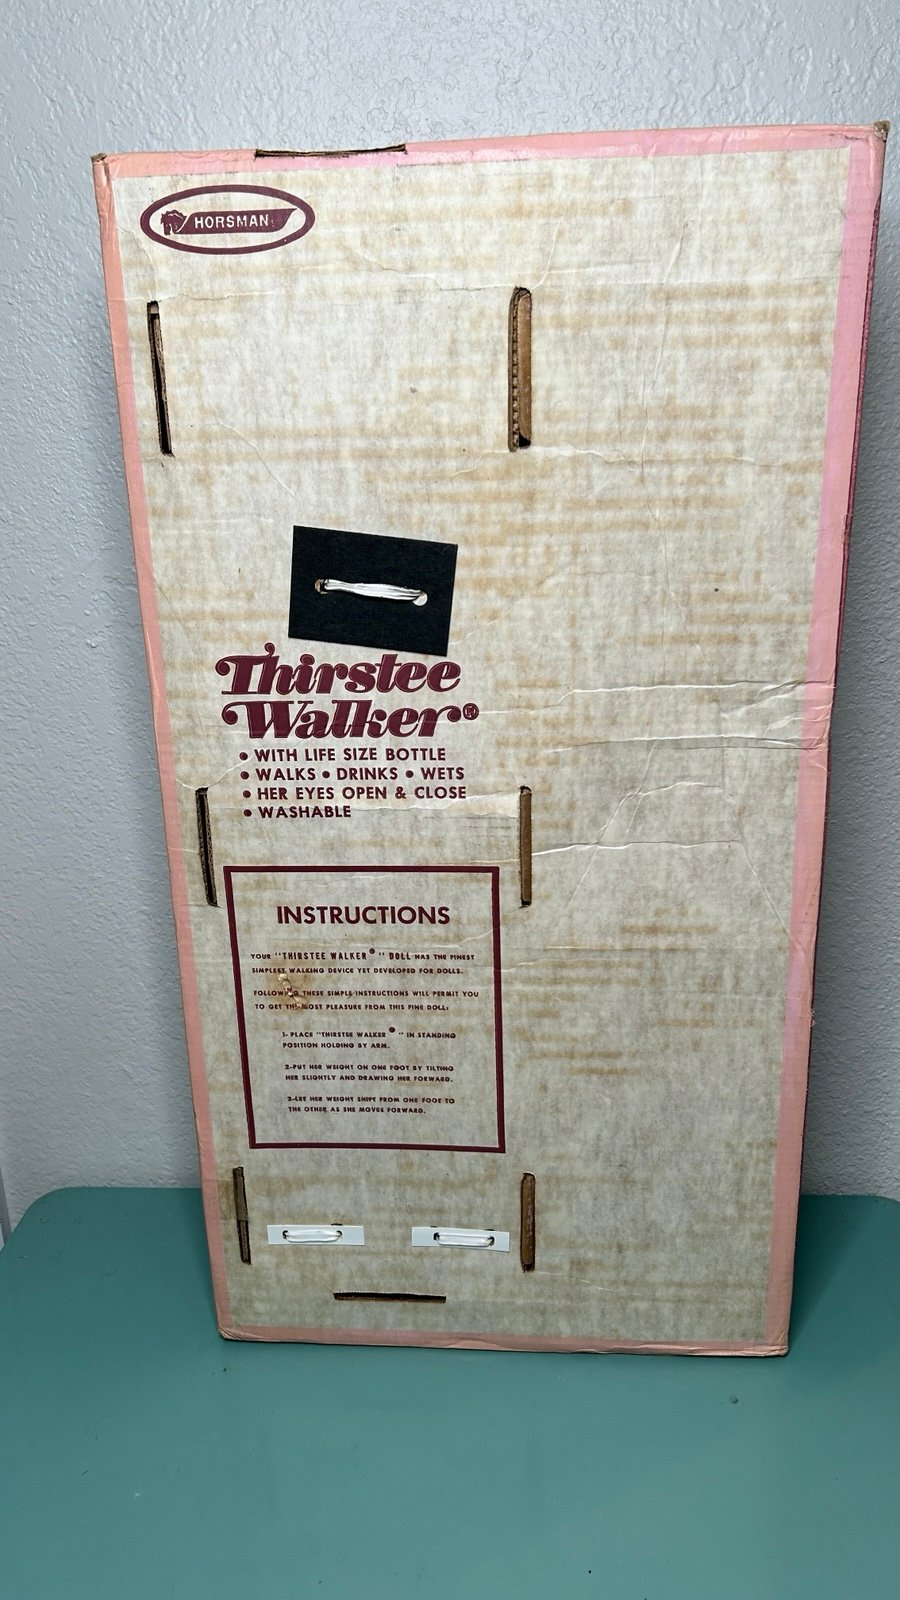 HORSMAN
Thirstee
Walker®
• WITH LIFE SIZE BOTTLE
• WALKS • DRINKS • WETS
• HER EYES OPEN & CLOSE
• WASHABLE
INSTRUCTIONS
YOUR "THIRSTEE WALKER ® " DOLL HAS THE FINEST
SIMPLEST WALKING DEVICE YET DEVELOPED FOR DOLLS.
FOLLOWING THESE SIMPLE INSTRUCTIONS WILL PERMIT YOU
TO GET THE MOST PLEASURE FROM THIS FINE DOLL:
1-PLACE "THIRSTEE WALKER ® " IN STANDING
POSITION HOLDING BY ARM.
2-PUT HER WEIGHT ON ONE FOOT BY TILTING
HER SLIGHTLY AND DRAWING HER FORWARD.
3-LET HER WEIGHT SHIFT FROM ONE FOOT TO
THE OTHER AS SHE MOVES FORWARD.